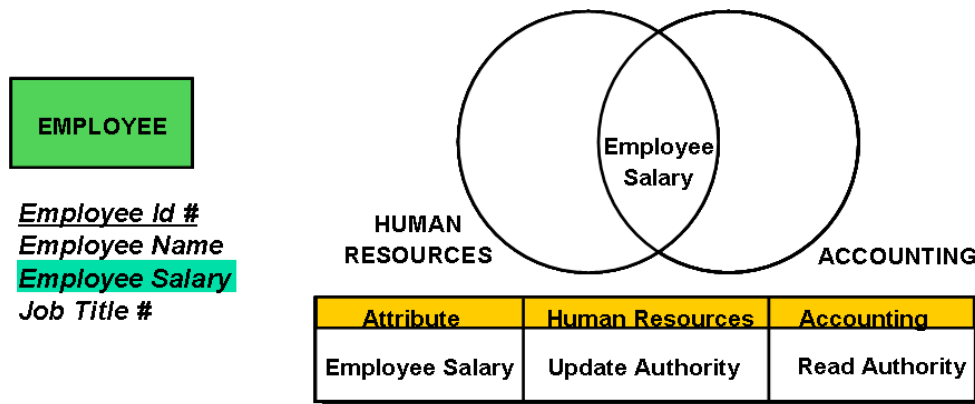 EMPLOYEE
Employee Id #
Employee Name
Employee Salary
Job Title #
Employee
Salary
HUMAN
RESOURCES
ACCOUNTING
Attribute Human Resources Accounting
Employee Salary Update Authority Read Authority